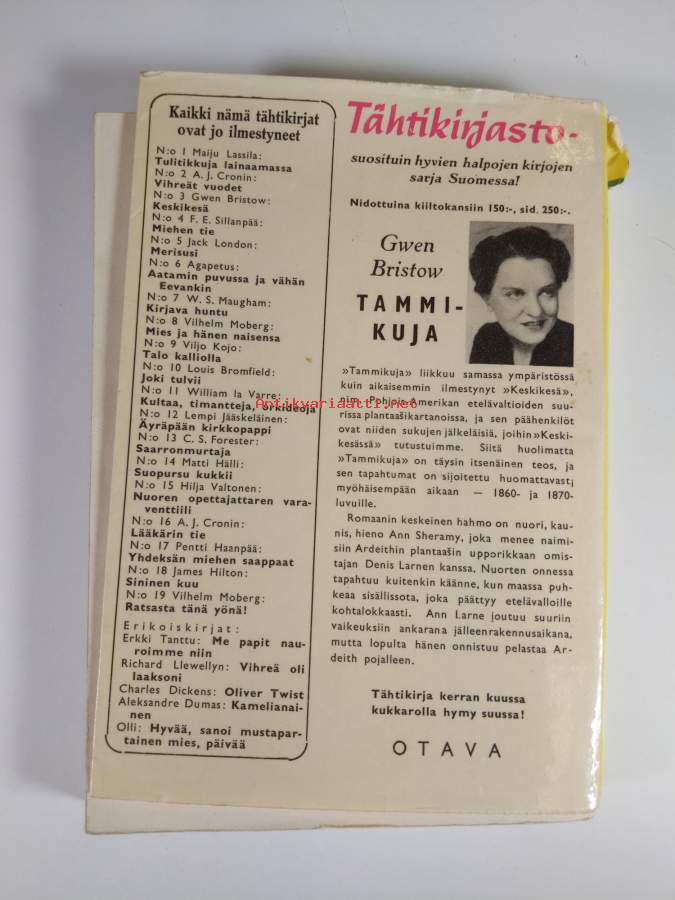 Kaikki nämä tähtikirjat
ovat jo ilmestyneet
N:o 1 Maiju Lassila:
Tulitikkuja lainaamassa
N:o 2 A. J. Cronin:
Vihreät vuodet
N:o 3 Gwen Bristow:
Keskikesä
N:o 4 F. E. Sillanpää:
Miehen tie
N:o 5 Jack London:
Merisusi
N:o 6 Agapetus:
Aatamin puvussa ja vähän
Eevankin
N:o 7 W. S. Maugham:
Kirjava huntu
N:o 8 Vilhelm Moberg:
Mies ja hänen naisensa
N:o 9 Viljo Kojo:
Talo kalliolla
N:o 10 Louis Bromfield:
Joki tulvii
N:o 11 William la Varre:
Kultaa, timantteja, orkideoja
N:o 12 Lempi Jääskeläinen:
Äyräpään kirkkopappi
N:o 13 C. S. Forester:
Saarronmurtaja
N:o 14 Matti Hälli:
Suopursu kukkii
N:o 15 Hilja Valtonen:
Nuoren opettajattaren vara-
venttiili
N:o 16 A. J. Cronin:
Lääkärin tie
N:o 17 Pentti Haanpää:
Yhdeksän miehen saappaat
N:o 18 James Hilton:
Sininen kuu
N:o 19 Vilhelm Moberg:
Ratsasta tänä yönä!
Erikoiskirjat:
Erkki Tanttu: Me papit nau-
roimme niin
Richard Llewellyn: Vihreä oli
laaksoni
Charles Dickens: Oliver Twist
Aleksandre Dumas: Kamelianai-
nen
Olli: Hyvää, sanoi mustapar-
tainen mies, päivää
Tähtikirjasto-
suosituin hyvien halpojen kirjojen
sarja Suomessa!
Nidottuina kiiltokansiin 150:-, sid. 250:-.
Gwen
Bristow
TAMMI-
KUJA
»Tammikuja» liikkuu samassa ympäristössä
kuin aikaisemmin ilmestynyt »Keskikesä»,
nim. Pohjois-Amerikan etelävaltioiden suu-
rissa plantaašikartanoissa, ja sen päähenkilöt
ovat niiden sukujen jälkeläisiä, joihin »Keski-
kesässä» tutustuimme. Siitä huolimatta
»Tammikuja» on täysin itsenäinen teos, ja
sen tapahtumat on sijoitettu huomattavasti
myöhäisempään aikaan — 1860- ja 1870-
luvuille.
Romaanin keskeinen hahmo on nuori, kau-
nis, hieno Ann Sheramy, joka menee naimi-
siin Ardeithin plantaašin upporikkaan omis-
tajan Denis Larnen kanssa. Nuorten onnessa
tapahtuu kuitenkin käänne, kun maassa puh-
keaa sisällissota, joka päättyy etelävalloille
kohtalokkaasti. Ann Larne joutuu suuriin
vaikeuksiin ankarana jälleenrakennusaikana,
mutta lopulta hänen onnistuu pelastaa Ar-
deith pojalleen.
Tähtikirja kerran kuussa
kukkarolla hymy suussa!
OTAVA
Antikvariaatti.net